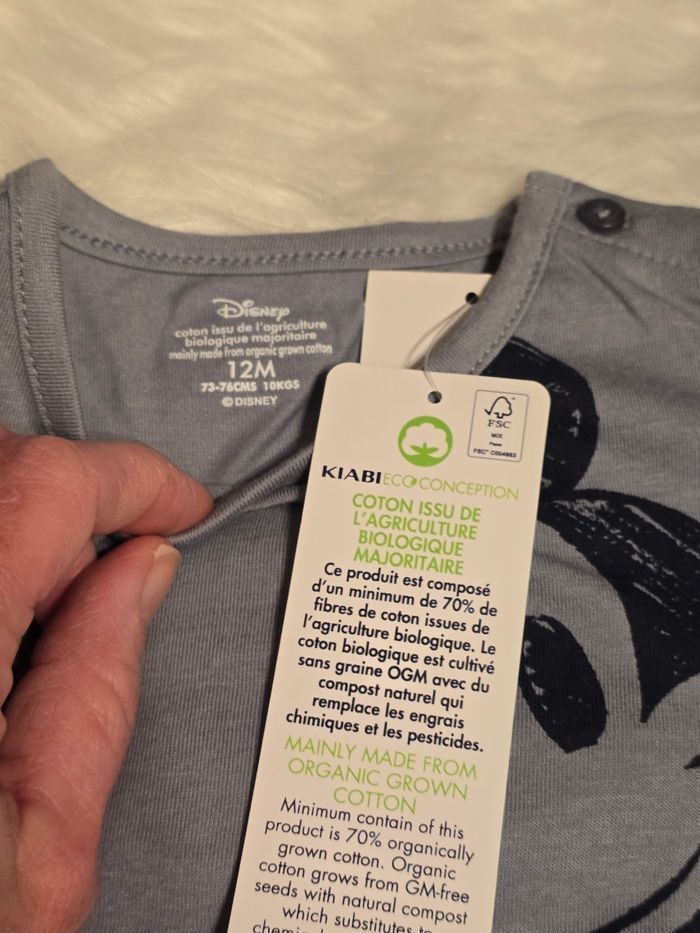 Disney
coton issu de l'agriculture
biologique majoritaire
mainly made from organic grown cotton
12M
73-76CMS 10KGS
©DISNEY
FSC
MIX
Paper
FSC® C004863
KIABI ECO CONCEPTION
COTON ISSU DE
L'AGRICULTURE
BIOLOGIQUE
MAJORITAIRE
Ce produit est composé
d'un minimum de 70% de
fibres de coton issues de
l'agriculture biologique. Le
coton biologique est cultivé
sans graine OGM avec du
compost naturel qui
remplace les engrais
chimiques et les pesticides.
MAINLY MADE FROM
ORGANIC GROWN
COTTON
Minimum contain of this
product is 70% organically
grown cotton. Organic
cotton grows from GM-free
seeds with natural compost
which substitutes